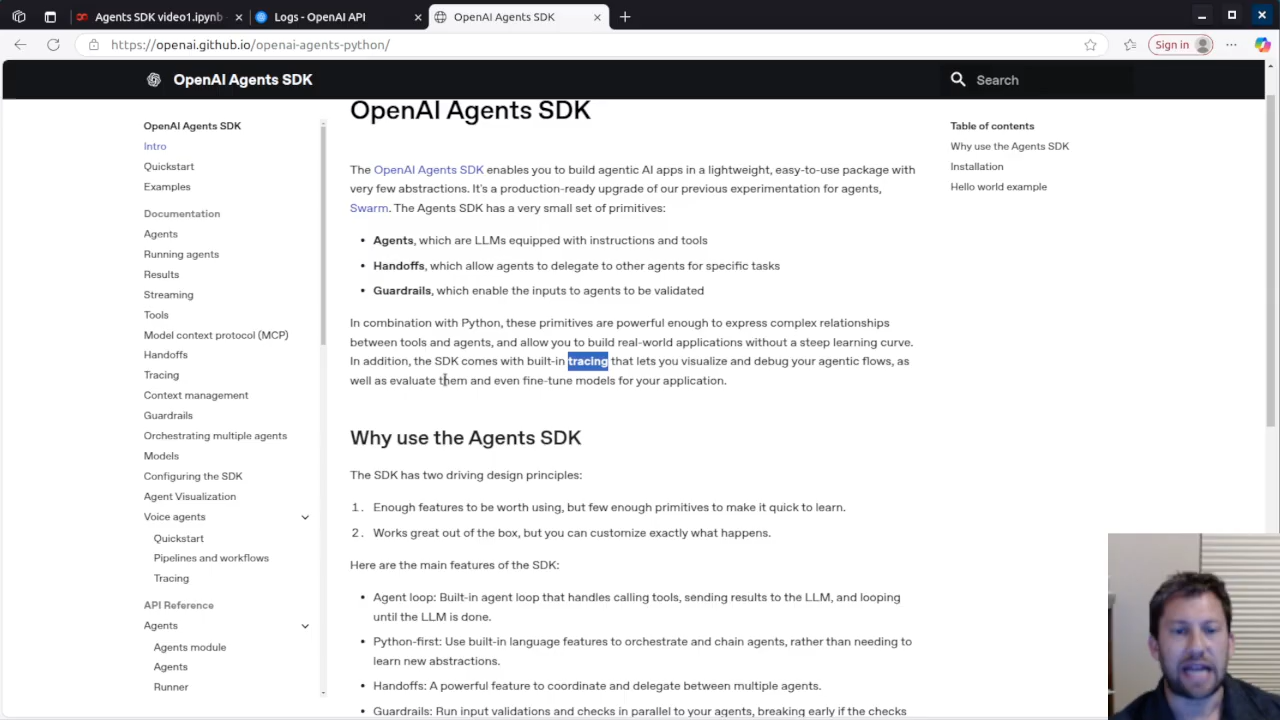 Agents SDK video1.ipynb
Logs - OpenAI API
OpenAI Agents SDK
https://openai.github.io/openai-agents-python/
Sign in
OpenAI Agents SDK
Search
OpenAI Agents SDK
Intro
Quickstart
Examples
Documentation
Agents
Running agents
Results
Streaming
Tools
Model context protocol (MCP)
Handoffs
Tracing
Context management
Guardrails
Orchestrating multiple agents
Models
Configuring the SDK
Agent Visualization
Voice agents
Quickstart
Pipelines and workflows
Tracing
API Reference
Agents
Agents module
Agents
Runner
OpenAI Agents SDK
The OpenAI Agents SDK enables you to build agentic AI apps in a lightweight, easy-to-use package with
very few abstractions. It's a production-ready upgrade of our previous experimentation for agents,
Swarm. The Agents SDK has a very small set of primitives:
• Agents, which are LLMs equipped with instructions and tools
• Handoffs, which allow agents to delegate to other agents for specific tasks
• Guardrails, which enable the inputs to agents to be validated
In combination with Python, these primitives are powerful enough to express complex relationships
between tools and agents, and allow you to build real-world applications without a steep learning curve.
In addition, the SDK comes with built-in tracing that lets you visualize and debug your agentic flows, as
well as evaluate them and even fine-tune models for your application.
Why use the Agents SDK
The SDK has two driving design principles:
1. Enough features to be worth using, but few enough primitives to make it quick to learn.
2. Works great out of the box, but you can customize exactly what happens.
Here are the main features of the SDK:
• Agent loop: Built-in agent loop that handles calling tools, sending results to the LLM, and looping
until the LLM is done.
• Python-first: Use built-in language features to orchestrate and chain agents, rather than needing to
learn new abstractions.
• Handoffs: A powerful feature to coordinate and delegate between multiple agents.
• Guardrails: Run input validations and checks in parallel to your agents, breaking early if the checks
Table of contents
Why use the Agents SDK
Installation
Hello world example